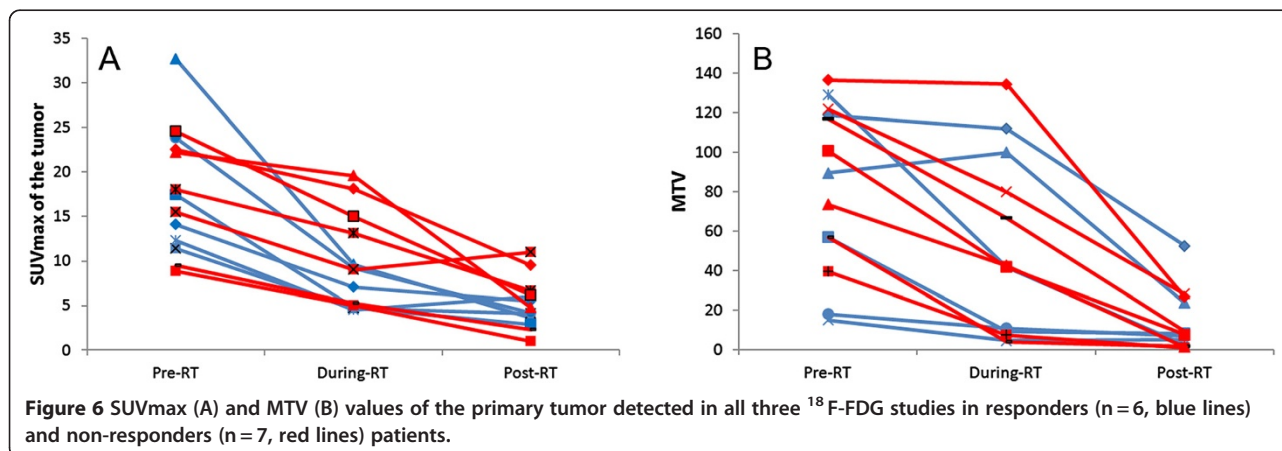 A
35
30
25
20
15
10
5
0
SUVmax of the tumor
Pre-RT During-RT Post-RT
B
160
140
120
100
80
60
40
20
0
MTV
Pre-RT During-RT Post-RT
Figure 6 SUVmax (A) and MTV (B) values of the primary tumor detected in all three ¹⁸F-FDG studies in responders (n = 6, blue lines)
and non-responders (n = 7, red lines) patients.